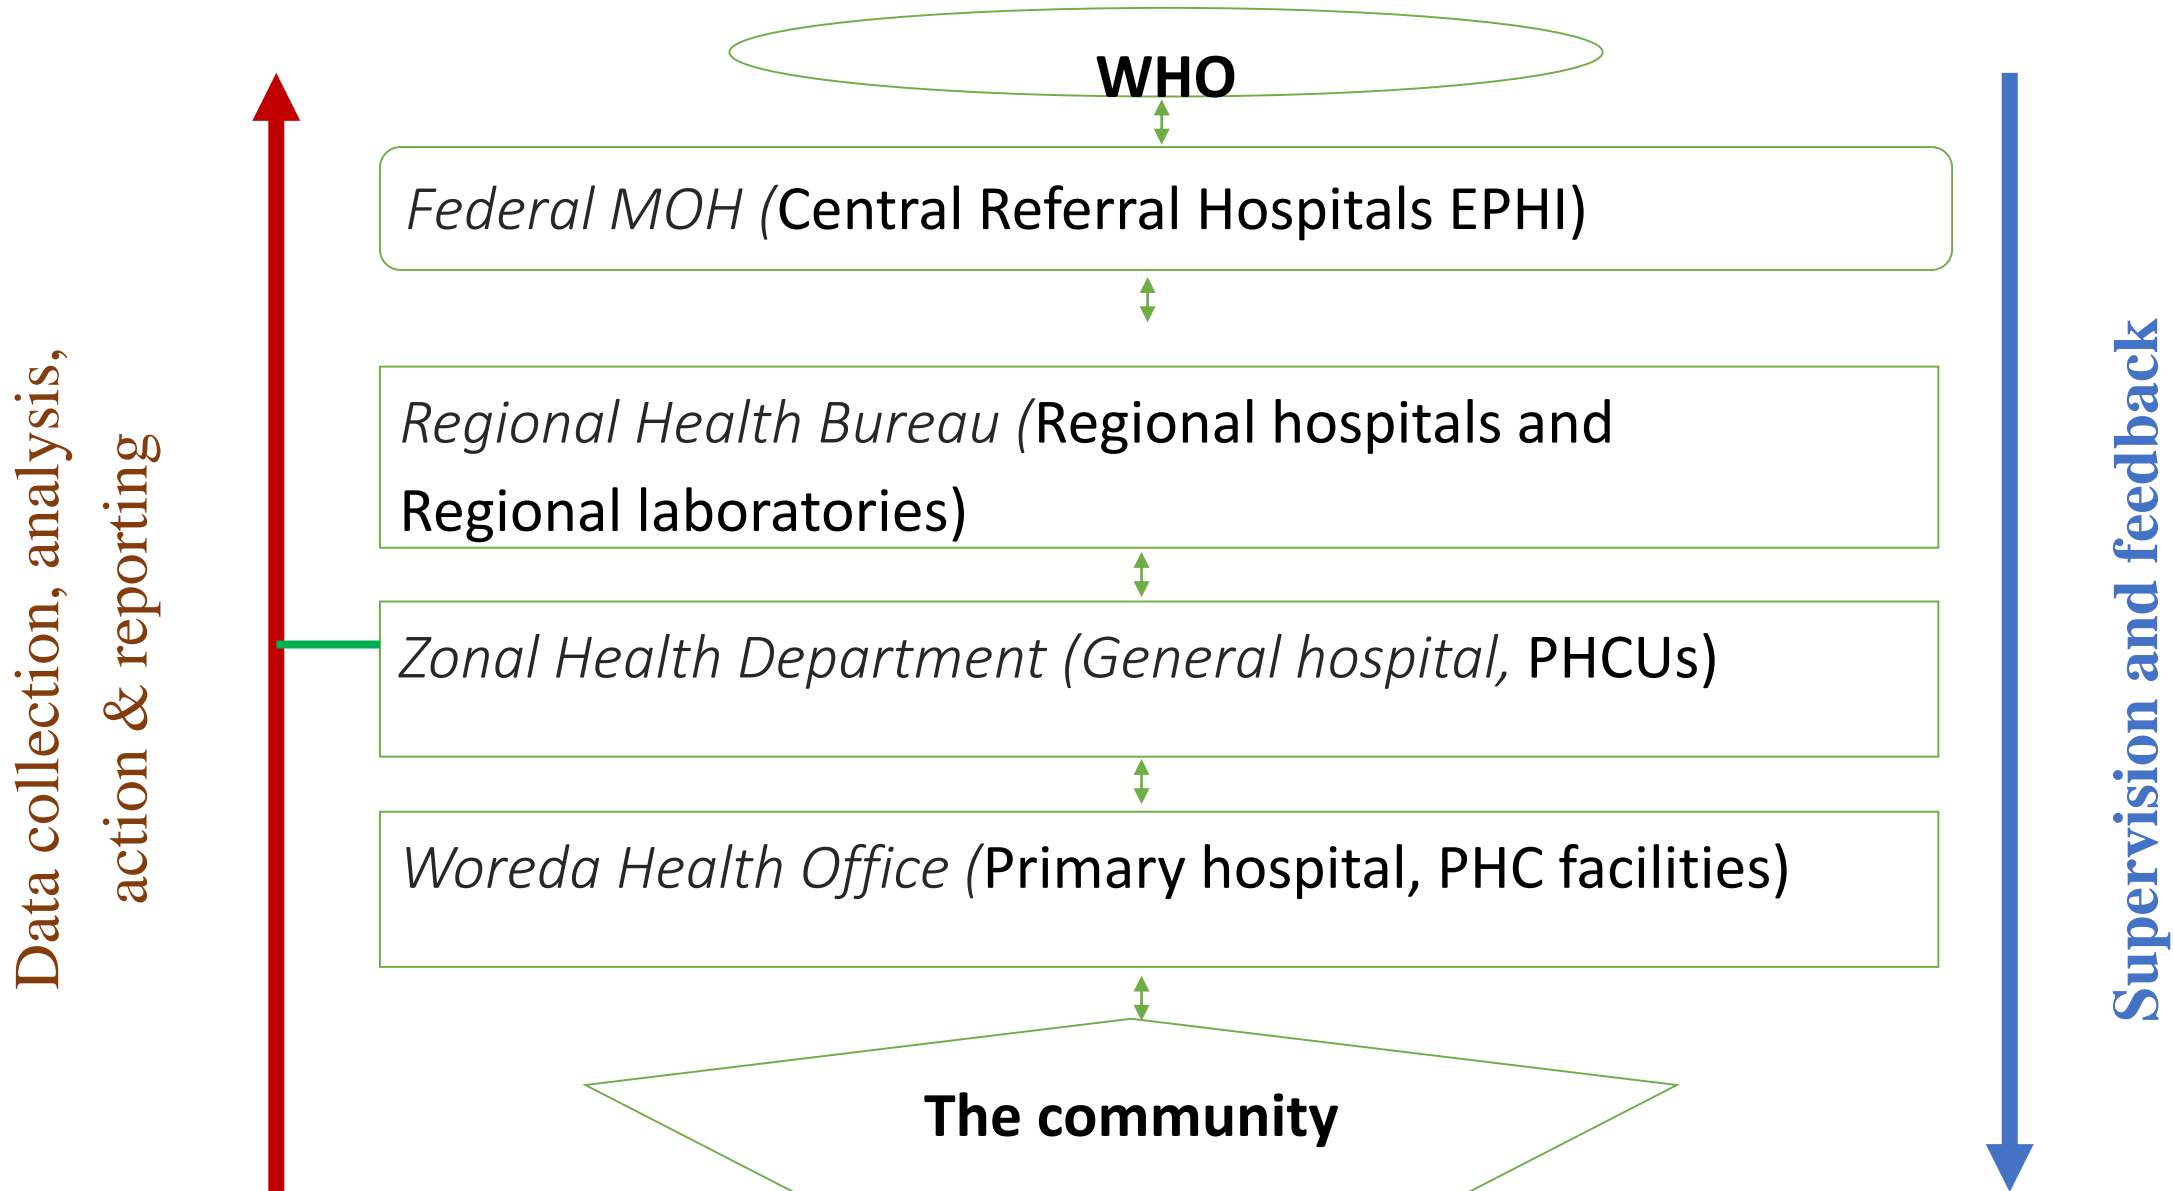 WHO
Federal MOH (Central Referral Hospitals EPHI)
Regional Health Bureau (Regional hospitals and
Regional laboratories)
Zonal Health Department (General hospital, PHCUs)
Woreda Health Office (Primary hospital, PHC facilities)
The community
Data collection, analysis,
action & reporting
Supervision and feedback